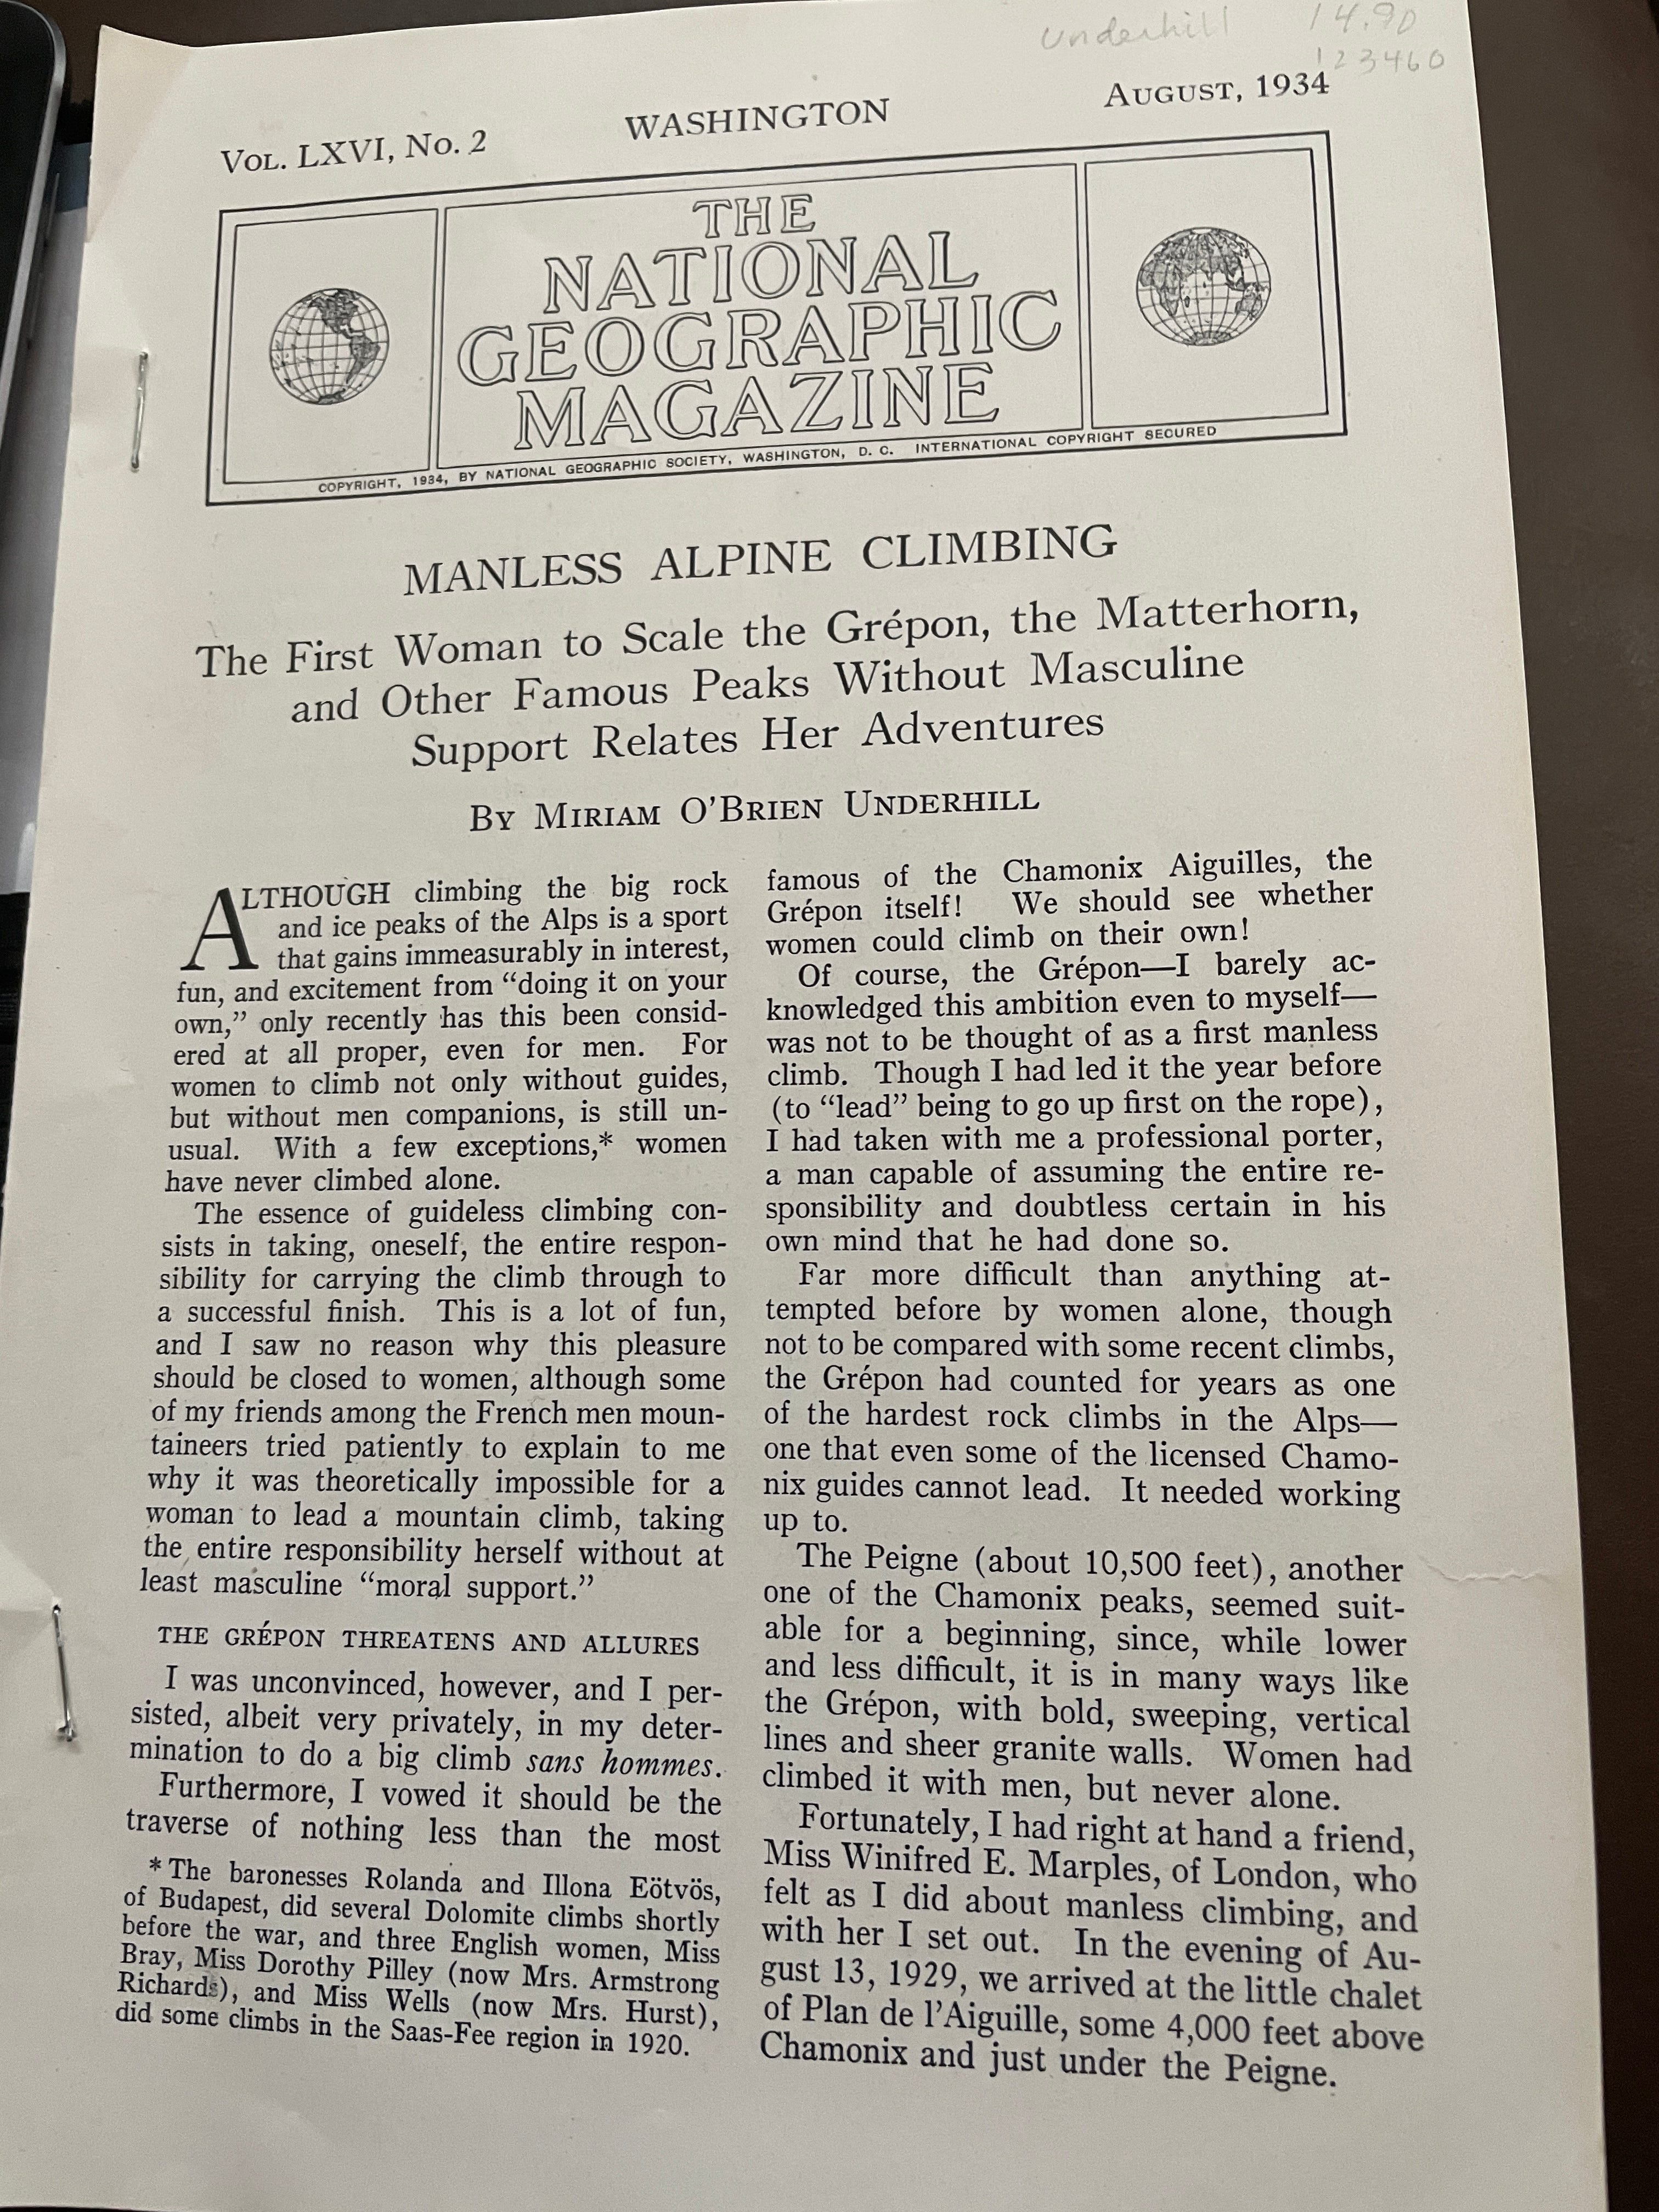 Underhill 14.90
123460
Vol. LXVI, No. 2 WASHINGTON August, 1934
THE
NATIONAL
GEOGRAPHIC
MAGAZINE
COPYRIGHT, 1934, BY NATIONAL GEOGRAPHIC SOCIETY, WASHINGTON, D. C. INTERNATIONAL COPYRIGHT SECURED
MANLESS ALPINE CLIMBING
The First Woman to Scale the Grépon, the Matterhorn,
and Other Famous Peaks Without Masculine
Support Relates Her Adventures
By Miriam O'Brien Underhill
ALTHOUGH climbing the big rock
and ice peaks of the Alps is a sport
that gains immeasurably in interest,
fun, and excitement from “doing it on your
own,” only recently has this been consid-
ered at all proper, even for men. For
women to climb not only without guides,
but without men companions, is still un-
usual. With a few exceptions,* women
have never climbed alone.
The essence of guideless climbing con-
sists in taking, oneself, the entire respon-
sibility for carrying the climb through to
a successful finish. This is a lot of fun,
and I saw no reason why this pleasure
should be closed to women, although some
of my friends among the French men moun-
taineers tried patiently to explain to me
why it was theoretically impossible for a
woman to lead a mountain climb, taking
the entire responsibility herself without at
least masculine “moral support.”
THE GRÉPON THREATENS AND ALLURES
I was unconvinced, however, and I per-
sisted, albeit very privately, in my deter-
mination to do a big climb sans hommes.
Furthermore, I vowed it should be the
traverse of nothing less than the most
* The baronesses Rolanda and Illona Eötvös,
of Budapest, did several Dolomite climbs shortly
before the war, and three English women, Miss
Bray, Miss Dorothy Pilley (now Mrs. Armstrong
Richards), and Miss Wells (now Mrs. Hurst),
did some climbs in the Saas-Fee region in 1920.
famous of the Chamonix Aiguilles, the
Grépon itself! We should see whether
women could climb on their own!
Of course, the Grépon—I barely ac-
knowledged this ambition even to myself—
was not to be thought of as a first manless
climb. Though I had led it the year before
(to “lead” being to go up first on the rope),
I had taken with me a professional porter,
a man capable of assuming the entire re-
sponsibility and doubtless certain in his
own mind that he had done so.
Far more difficult than anything at-
tempted before by women alone, though
not to be compared with some recent climbs,
the Grépon had counted for years as one
of the hardest rock climbs in the Alps—
one that even some of the licensed Chamo-
nix guides cannot lead. It needed working
up to.
The Peigne (about 10,500 feet), another
one of the Chamonix peaks, seemed suit-
able for a beginning, since, while lower
and less difficult, it is in many ways like
the Grépon, with bold, sweeping, vertical
lines and sheer granite walls. Women had
climbed it with men, but never alone.
Fortunately, I had right at hand a friend,
Miss Winifred E. Marples, of London, who
felt as I did about manless climbing, and
with her I set out. In the evening of Au-
gust 13, 1929, we arrived at the little chalet
of Plan de l'Aiguille, some 4,000 feet above
Chamonix and just under the Peigne.